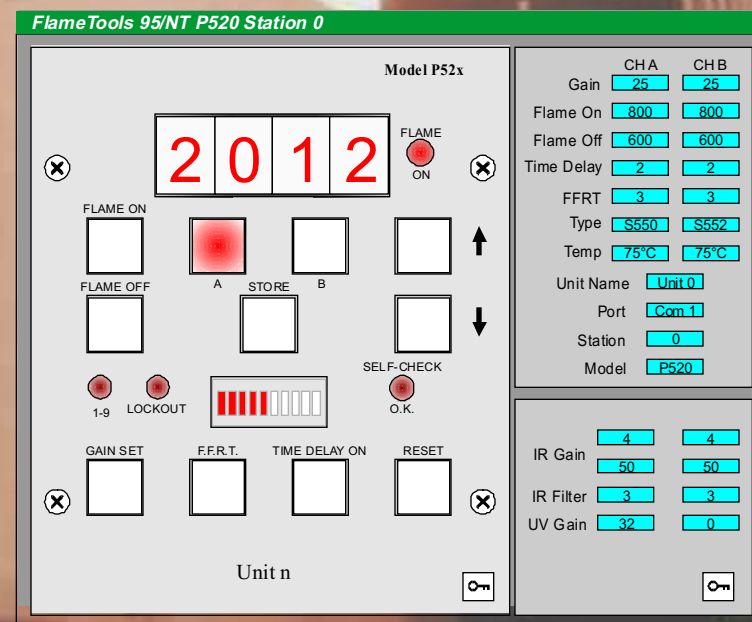 FlameTools 95/NT P520 Station 0
Model P52x
2012
FLAME
ON
FLAME ON
A
B
FLAME OFF
STORE
1-9
LOCKOUT
SELF-CHECK
O.K.
GAIN SET
F.F.R.T.
TIME DELAY ON
RESET
Unit n
CH A CH B
Gain 25 25
Flame On 800 800
Flame Off 600 600
Time Delay 2 2
FFRT 3 3
Type S550 S552
Temp 75°C 75°C
Unit Name Unit 0
Port Com 1
Station 0
Model P520
4 4
IR Gain
50 50
IR Filter 3 3
UV Gain 32 0